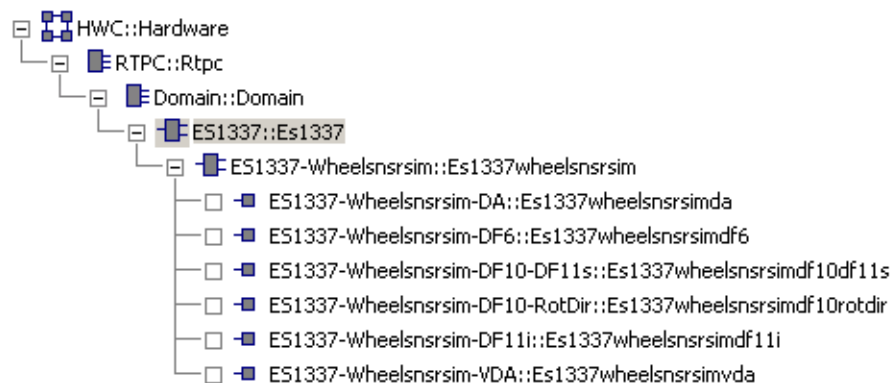 HWC::Hardware
RTPC::Rtpc
Domain::Domain
ES1337::Es1337
ES1337-Wheelsnsrsim::Es1337wheelsnsrsim
ES1337-Wheelsnsrsim-DA::Es1337wheelsnsrsimda
ES1337-Wheelsnsrsim-DF6::Es1337wheelsnsrsimdf6
ES1337-Wheelsnsrsim-DF10-DF11s::Es1337wheelsnsrsimdf10df11s
ES1337-Wheelsnsrsim-DF10-RotDir::Es1337wheelsnsrsimdf10rotdir
ES1337-Wheelsnsrsim-DF11i::Es1337wheelsnsrsimdf11i
ES1337-Wheelsnsrsim-VDA::Es1337wheelsnsrsimvda